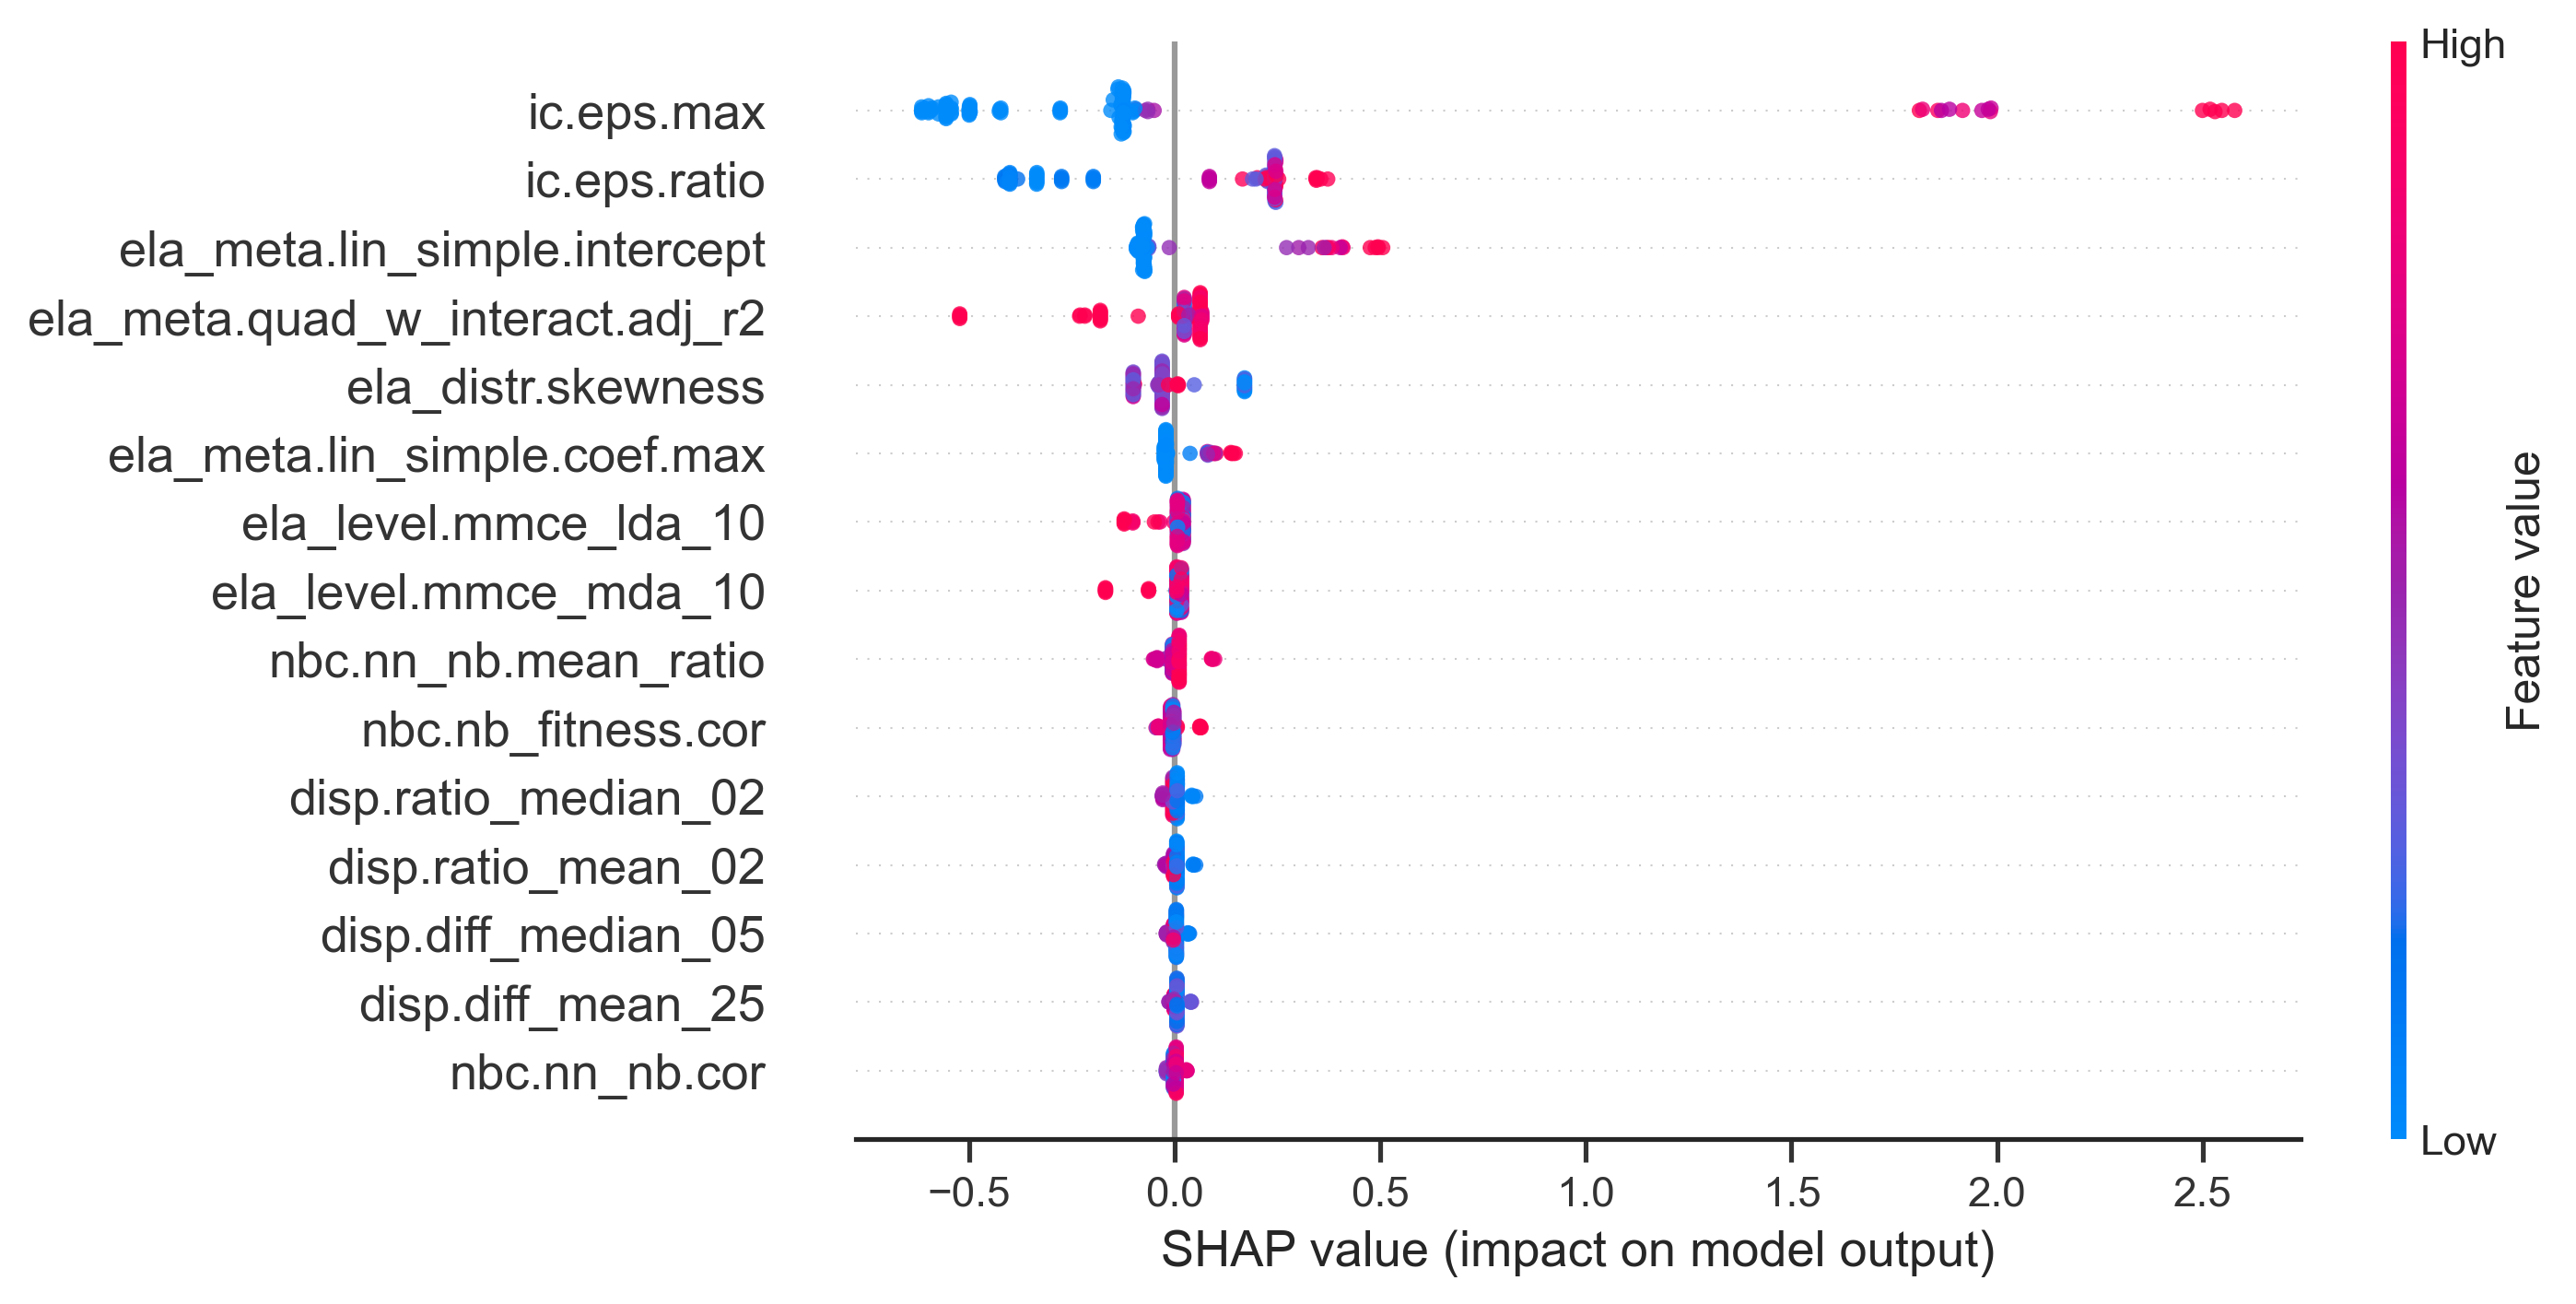 High
ic.eps.max
ic.eps.ratio
ela_meta.lin_simple.intercept
ela_meta.quad_w_interact.adj_r2
ela_distr.skewness
ela_meta.lin_simple.coef.max
ela_level.mmce_lda_10
ela_level.mmce_mda_10
nbc.nn_nb.mean_ratio
nbc.nb_fitness.cor
disp.ratio_median_02
disp.ratio_mean_02
disp.diff_median_05
disp.diff_mean_25
nbc.nn_nb.cor
Feature value
Low
−0.5 0.0 0.5 1.0 1.5 2.0 2.5
SHAP value (impact on model output)